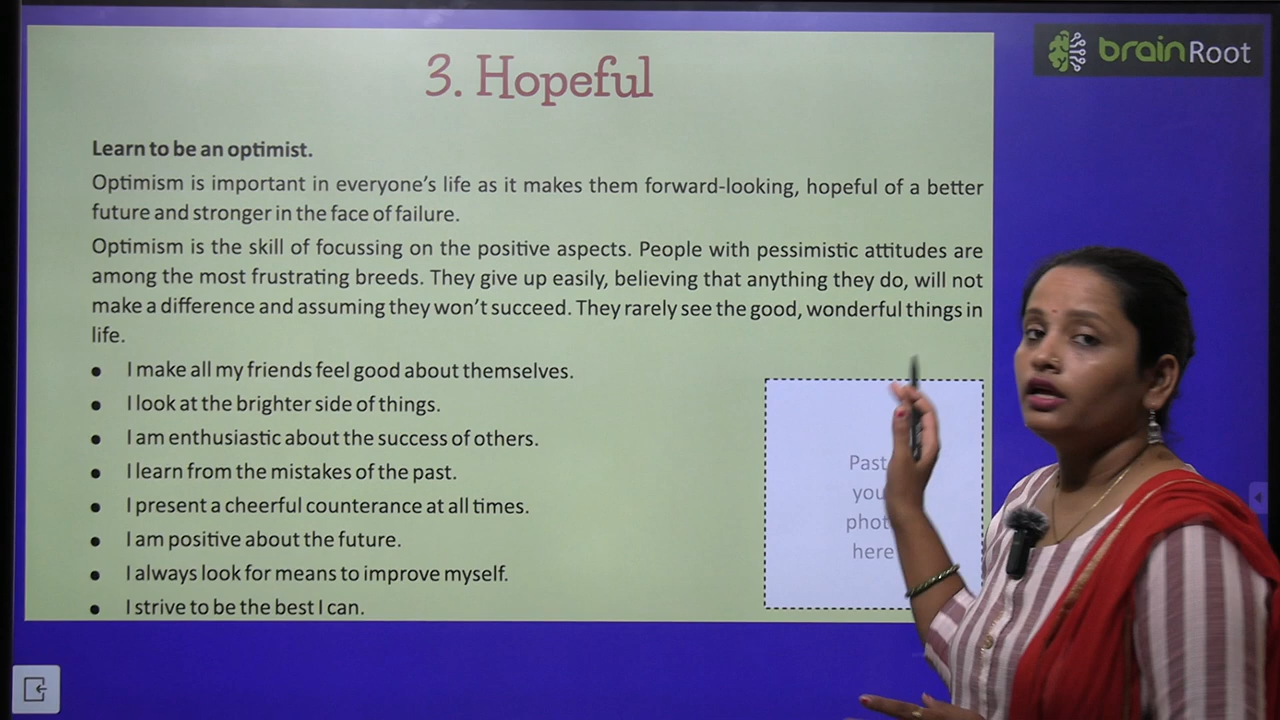 brainRoot
3. Hopeful
Learn to be an optimist.
Optimism is important in everyone's life as it makes them forward-looking, hopeful of a better
future and stronger in the face of failure.
Optimism is the skill of focussing on the positive aspects. People with pessimistic attitudes are
among the most frustrating breeds. They give up easily, believing that anything they do, will not
make a difference and assuming they won't succeed. They rarely see the good, wonderful things in
life.
• I make all my friends feel good about themselves.
• I look at the brighter side of things.
• I am enthusiastic about the success of others.
• I learn from the mistakes of the past.
• I present a cheerful counterance at all times.
• I am positive about the future.
• I always look for means to improve myself.
• I strive to be the best I can.
Past
you
phot
here